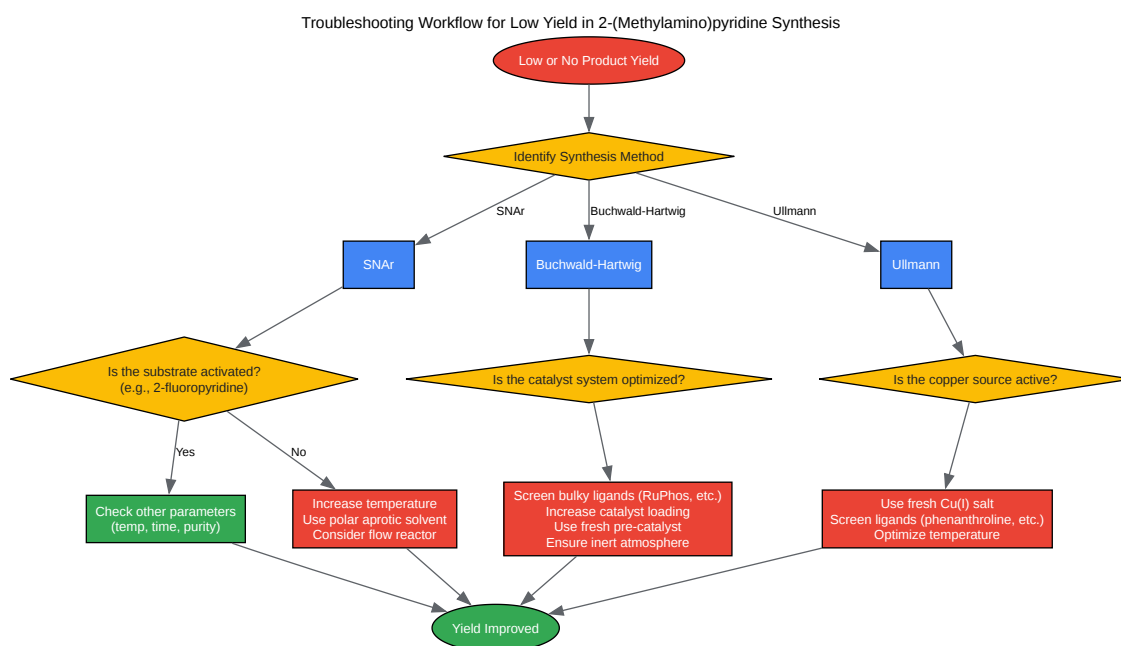 Troubleshooting Workflow for Low Yield in 2-(Methylamino)pyridine Synthesis
Low or No Product Yield
Identify Synthesis Method
SNAr
Buchwald-Hartwig
Ullmann
SNAr
Buchwald-Hartwig
Ullmann
Is the substrate activated?
(e.g., 2-fluoropyridine)
Is the catalyst system optimized?
Is the copper source active?
Yes
No
Check other parameters
(temp, time, purity)
Increase temperature
Use polar aprotic solvent
Consider flow reactor
Screen bulky ligands (RuPhos, etc.)
Increase catalyst loading
Use fresh pre-catalyst
Ensure inert atmosphere
Use fresh Cu(I) salt
Screen ligands (phenanthroline, etc.)
Optimize temperature
Yield Improved